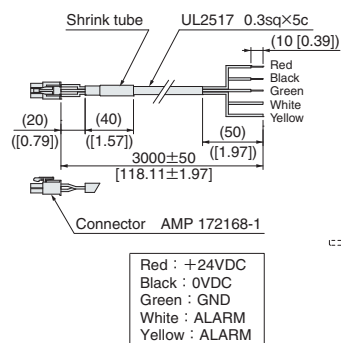 Shrink tube
UL2517 0.3sq×5c
(10 [0.39])
Red
Black
Green
White
Yellow
(20)
([0.79])
(40)
([1.57])
(50)
([1.97])
3000±50
[118.11±1.97]
Connector AMP 172168-1
Red : +24VDC
Black : 0VDC
Green : GND
White : ALARM
Yellow : ALARM